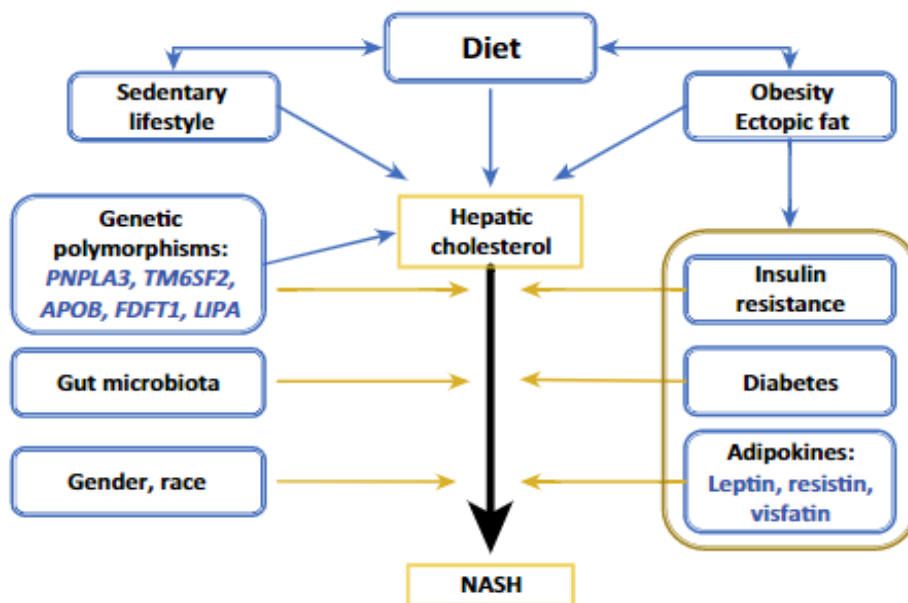 Diet
Sedentary
lifestyle
Obesity
Ectopic fat
Hepatic
cholesterol
Genetic
polymorphisms:
PNPLA3, TM6SF2,
APOB, FDFT1, LIPA
Insulin
resistance
Gut microbiota
Diabetes
Gender, race
Adipokines:
Leptin, resistin,
visfatin
NASH